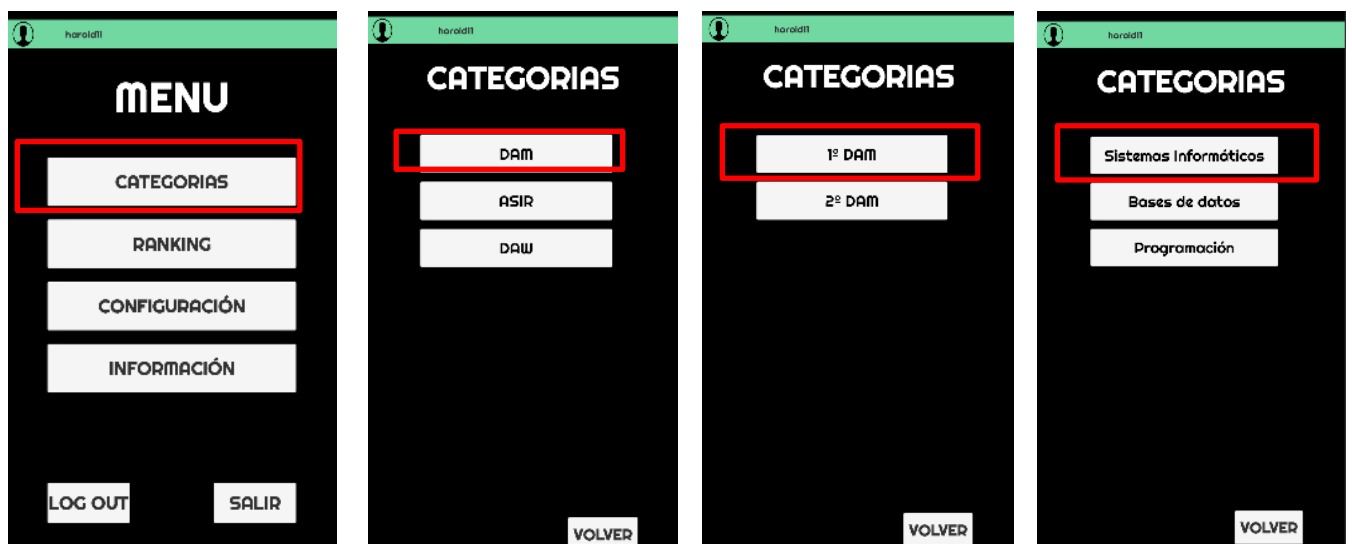 harold11
MENU
CATEGORIAS
RANKING
CONFIGURACIÓN
INFORMACIÓN
LOG OUT
SALIR
harold11
CATEGORIAS
DAM
ASIR
DAW
VOLVER
harold11
CATEGORIAS
1º DAM
2º DAM
VOLVER
harold11
CATEGORIAS
Sistemas Informáticos
Bases de datos
Programación
VOLVER